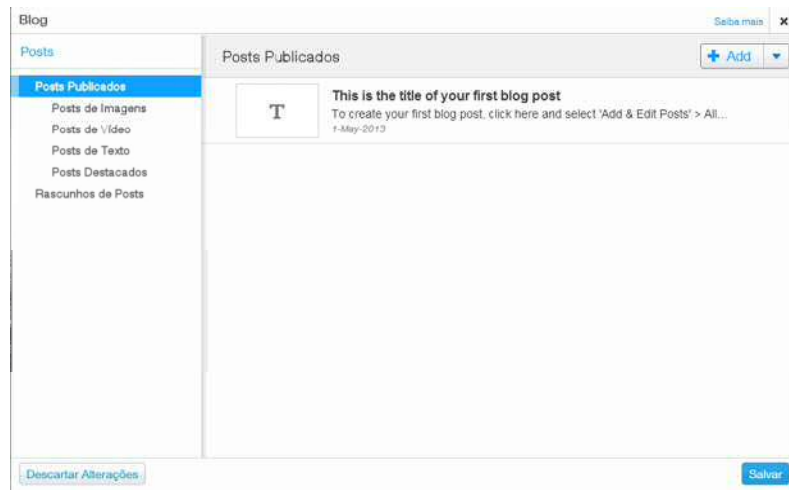 Blog
Saiba mais
Posts
Posts Publicados
+ Add
Posts Publicados
Posts de Imagens
Posts de Vídeo
Posts de Texto
Posts Destacados
Rascunhos de Posts
T
This is the title of your first blog post
To create your first blog post, click here and select 'Add & Edit Posts' > All...
1-May-2013
Descartar Alterações
Salvar